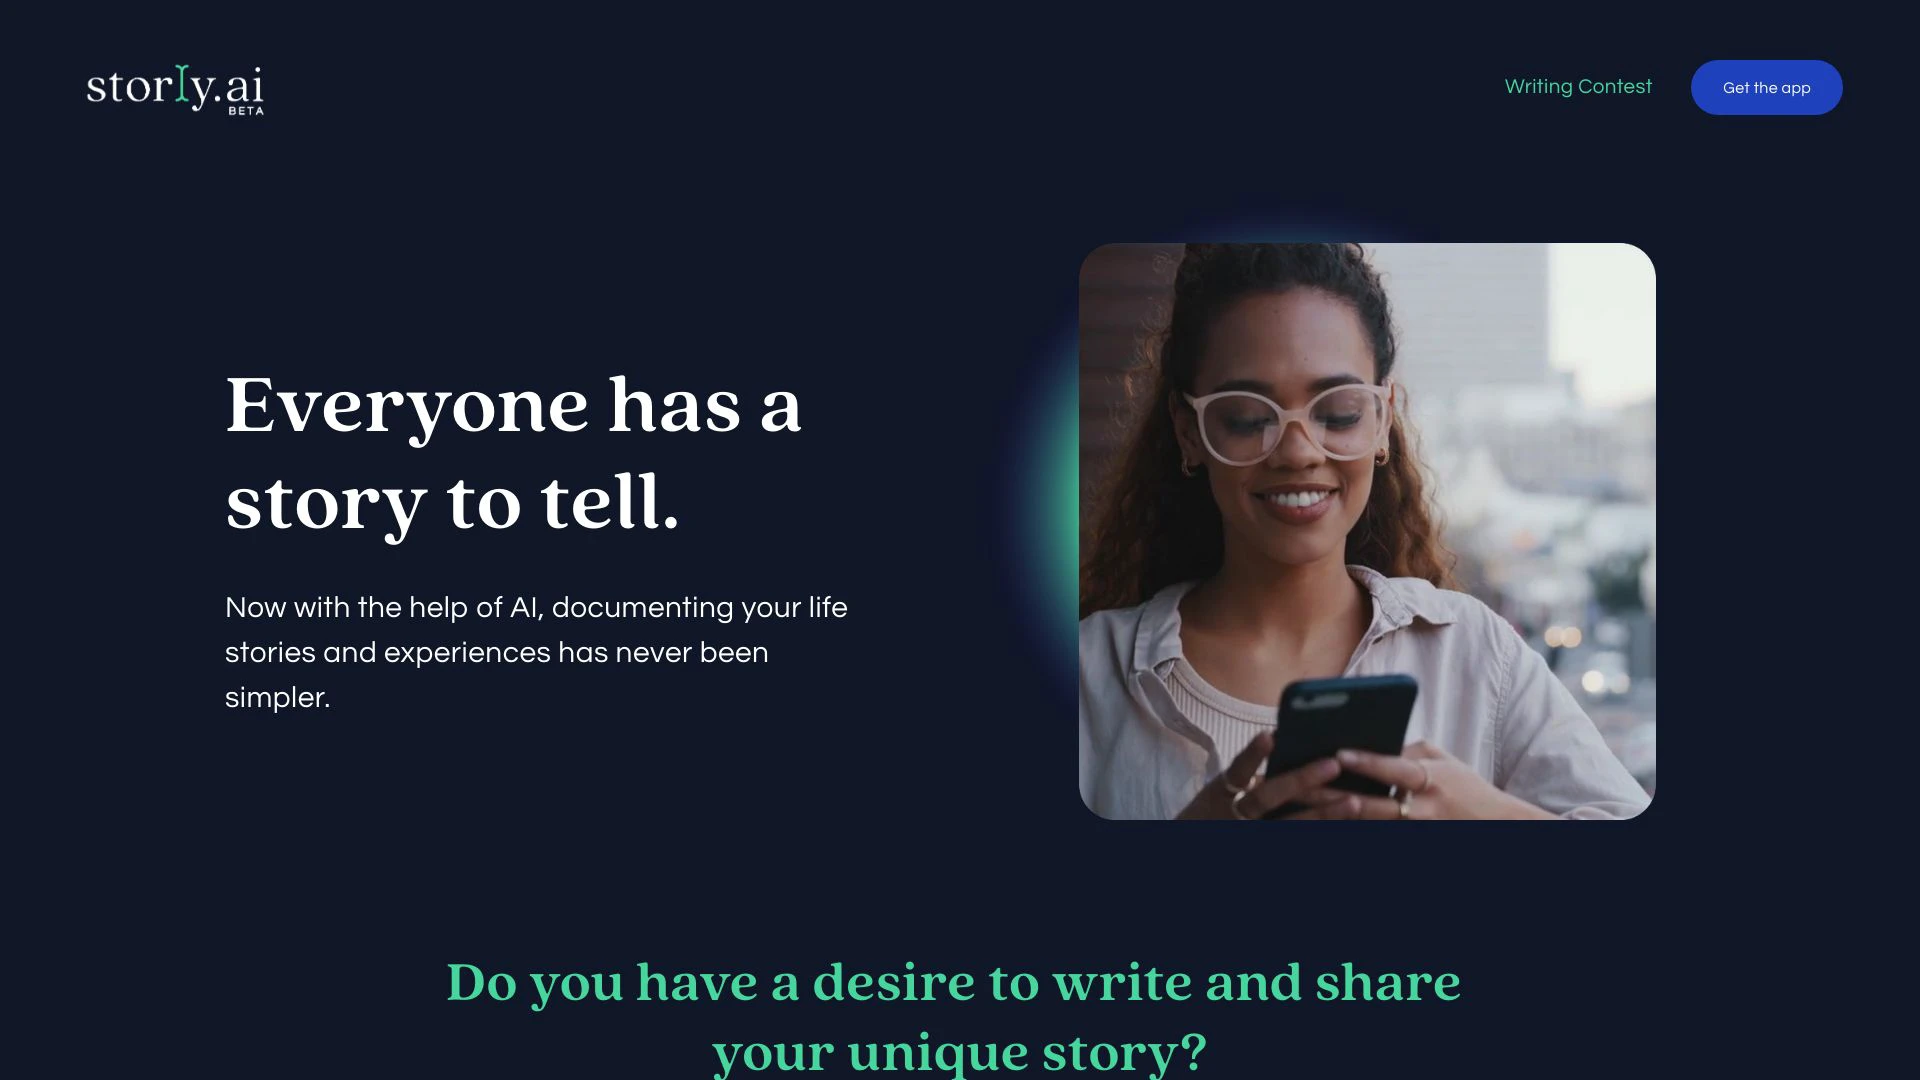 storly.ai
BETA
Writing Contest
Get the app
Everyone has a
story to tell.
Now with the help of AI, documenting your life
stories and experiences has never been
simpler.
Do you have a desire to write and share
your unique story?